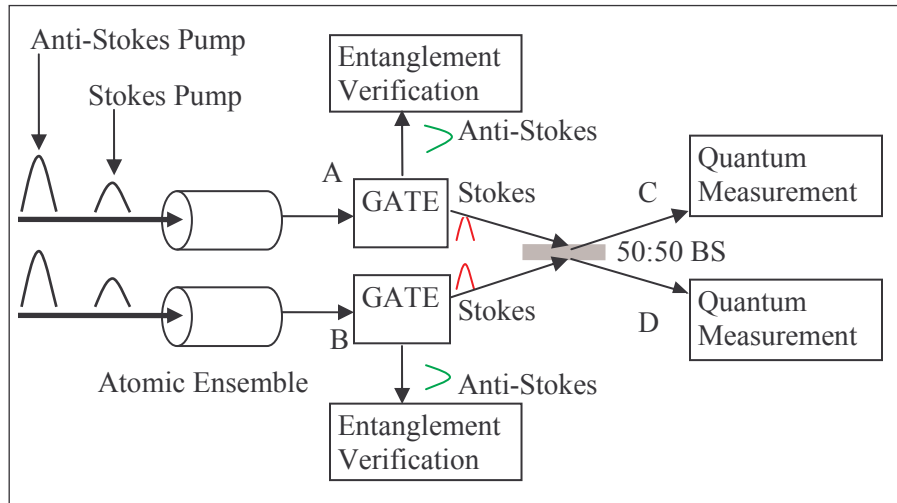 Anti-Stokes Pump
Stokes Pump
Entanglement
Verification
Anti-Stokes
A
GATE
Stokes
C
Quantum
Measurement
50:50 BS
GATE
Stokes
B
D
Quantum
Measurement
Atomic Ensemble
Anti-Stokes
Entanglement
Verification